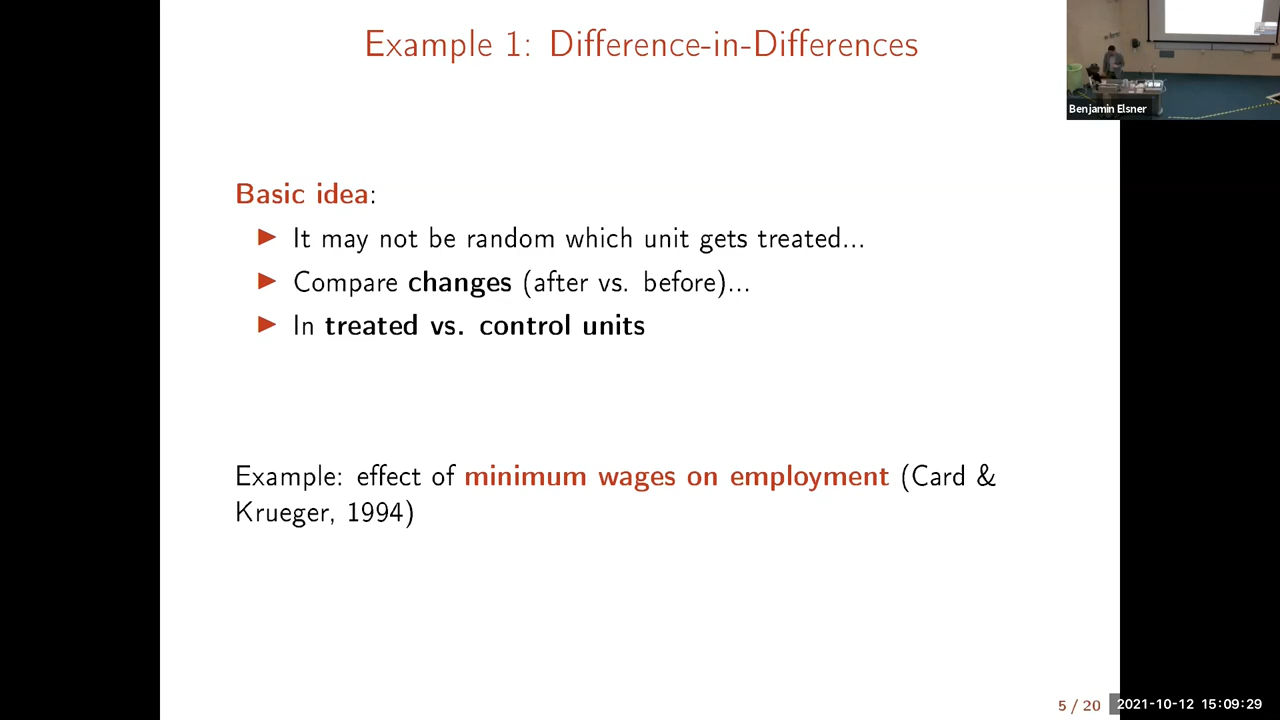 Example 1: Difference-in-Differences
Benjamin Elsner
Basic idea:
► It may not be random which unit gets treated...
► Compare changes (after vs. before)...
► In treated vs. control units
Example: effect of minimum wages on employment (Card &
Krueger, 1994)
5 / 20
2021-10-12 15:09:29